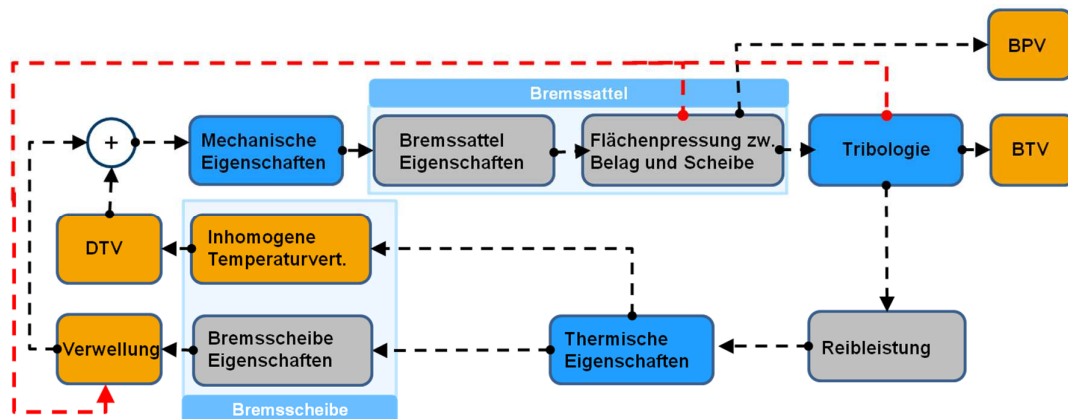 BPV
Bremssattel
+
Mechanische
Eigenschaften
Bremssattel
Eigenschaften
Flächenpressung zw.
Belag und Scheibe
Tribologie
BTV
DTV
Inhomogene
Temperaturvert.
Verwellung
Bremsscheibe
Eigenschaften
Thermische
Eigenschaften
Reibleistung
Bremsscheibe